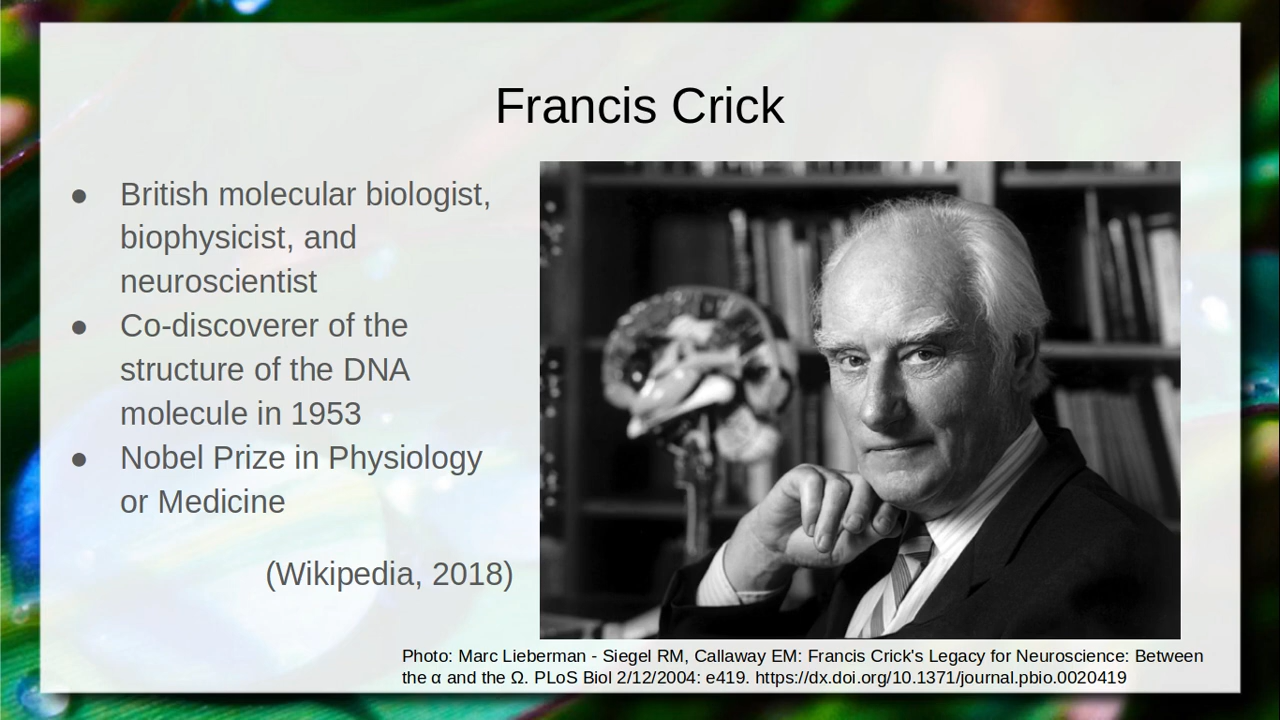 Francis Crick
● British molecular biologist,
biophysicist, and
neuroscientist
● Co-discoverer of the
structure of the DNA
molecule in 1953
● Nobel Prize in Physiology
or Medicine
(Wikipedia, 2018)
Photo: Marc Lieberman - Siegel RM, Callaway EM: Francis Crick's Legacy for Neuroscience: Between
the α and the Ω. PLoS Biol 2/12/2004: e419. https://dx.doi.org/10.1371/journal.pbio.0020419